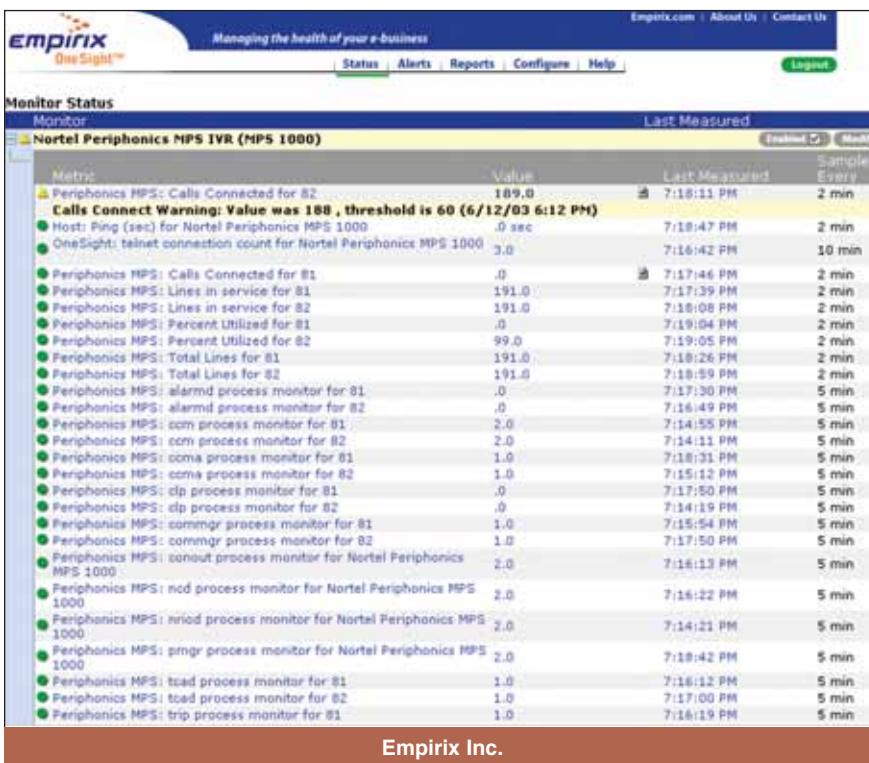 Empirix.com | About Us | Contact Us
EMPIRIX
OneSight™
Managing the health of your e-business
Status | Alerts | Reports | Configure | Help
Logout
Monitor Status
Monitor Last Measured
Nortel Periphonics MPS IVR (MPS 1000) Enabled
Metric Value Last Measured Sample Every
Periphonics MPS: Calls Connected for 82 189.0 7:18:11 PM 2 min
Calls Connect Warning: Value was 188 , threshold is 60 (6/12/03 6:12 PM)
Host: Ping (sec) for Nortel Periphonics MPS 1000 .0 sec 7:18:47 PM 2 min
OneSight: telnet connection count for Nortel Periphonics MPS 1000 3.0 7:16:42 PM 10 min
Periphonics MPS: Calls Connected for 81 .0 7:17:46 PM 2 min
Periphonics MPS: Lines in service for 81 191.0 7:17:39 PM 2 min
Periphonics MPS: Lines in service for 82 191.0 7:18:08 PM 2 min
Periphonics MPS: Percent Utilized for 81 .0 7:19:04 PM 2 min
Periphonics MPS: Percent Utilized for 82 99.0 7:19:05 PM 2 min
Periphonics MPS: Total Lines for 81 191.0 7:18:26 PM 2 min
Periphonics MPS: Total Lines for 82 191.0 7:18:59 PM 2 min
Periphonics MPS: alarmd process monitor for 81 .0 7:17:30 PM 5 min
Periphonics MPS: alarmd process monitor for 82 .0 7:16:49 PM 5 min
Periphonics MPS: ccm process monitor for 81 2.0 7:14:55 PM 5 min
Periphonics MPS: ccm process monitor for 82 2.0 7:14:11 PM 5 min
Periphonics MPS: ccma process monitor for 81 1.0 7:18:31 PM 5 min
Periphonics MPS: ccma process monitor for 82 1.0 7:15:12 PM 5 min
Periphonics MPS: clp process monitor for 81 .0 7:17:50 PM 5 min
Periphonics MPS: clp process monitor for 82 .0 7:14:19 PM 5 min
Periphonics MPS: commgr process monitor for 81 1.0 7:15:54 PM 5 min
Periphonics MPS: commgr process monitor for 82 1.0 7:17:50 PM 5 min
Periphonics MPS: conout process monitor for Nortel Periphonics
MPS 1000 2.0 7:16:13 PM 5 min
Periphonics MPS: ncd process monitor for Nortel Periphonics MPS
1000 2.0 7:16:22 PM 5 min
Periphonics MPS: nriod process monitor for Nortel Periphonics MPS
1000 2.0 7:14:21 PM 5 min
Periphonics MPS: pmgr process monitor for Nortel Periphonics MPS
1000 2.0 7:18:42 PM 5 min
Periphonics MPS: tcad process monitor for 81 1.0 7:16:12 PM 5 min
Periphonics MPS: tcad process monitor for 82 1.0 7:17:00 PM 5 min
Periphonics MPS: trip process monitor for 81 1.0 7:16:19 PM 5 min
Empirix Inc.